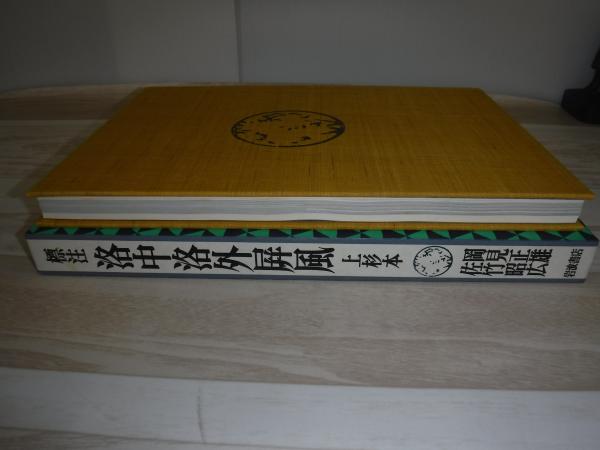 標注
洛中洛外屏風
上杉本
岡見正雄
佐竹昭広
岩波書店